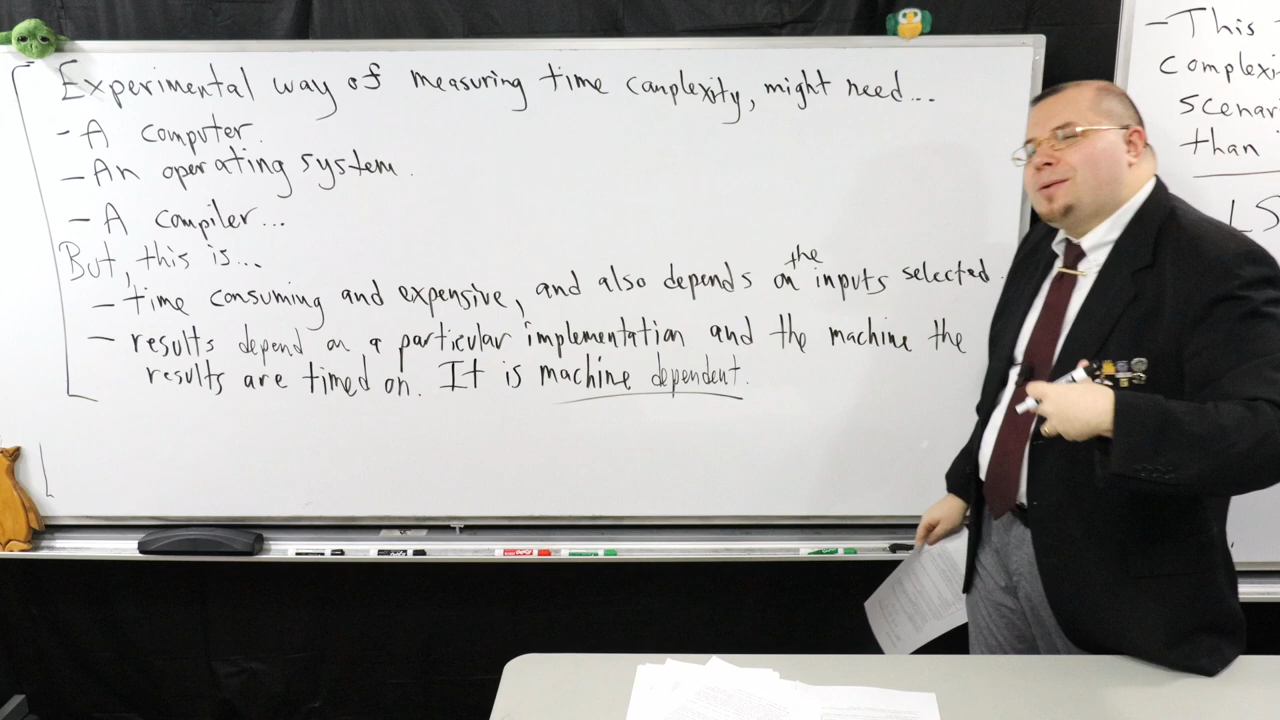 Experimental way of measuring time complexity, might need...
- A computer.
- An operating system.
- A compiler...
But, this is...
- time consuming and expensive, and also depends on the inputs selected.
- results depend on a particular implementation and the machine the
results are timed on. It is machine dependent.
- This
complexi
scenar
than
LS